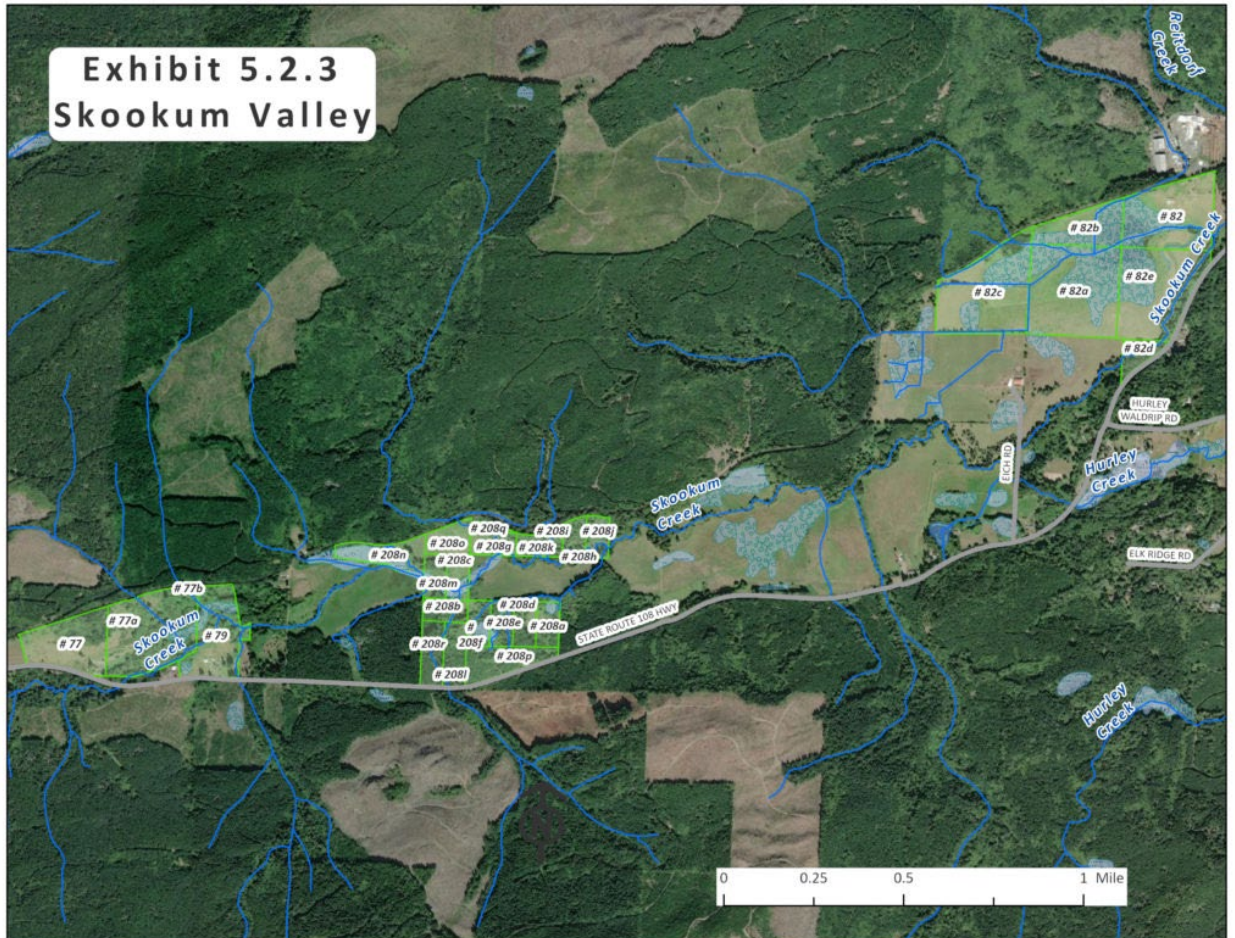 Exhibit 5.2.3
Skookum Valley
Reitdorf
Creek
# 82b
# 82
# 82c
# 82a
# 82e
Skookum Creek
# 82d
HURLEY
WALDRIP RD
EICH RD
Hurley
Creek
Skookum
Creek
ELK RIDGE RD
# 208q
# 208i
# 208j
# 208o
# 208g
# 208k
# 208n
# 208c
# 208h
# 208m
# 77b
# 77a
# 208b
# 208d
# 77
Skookum
Creek
# 79
# 208r
#
208f
# 208e
# 208a
STATE ROUTE 108 HWY
# 208p
# 208l
Hurley
Creek
N
0 0.25 0.5 1 Mile